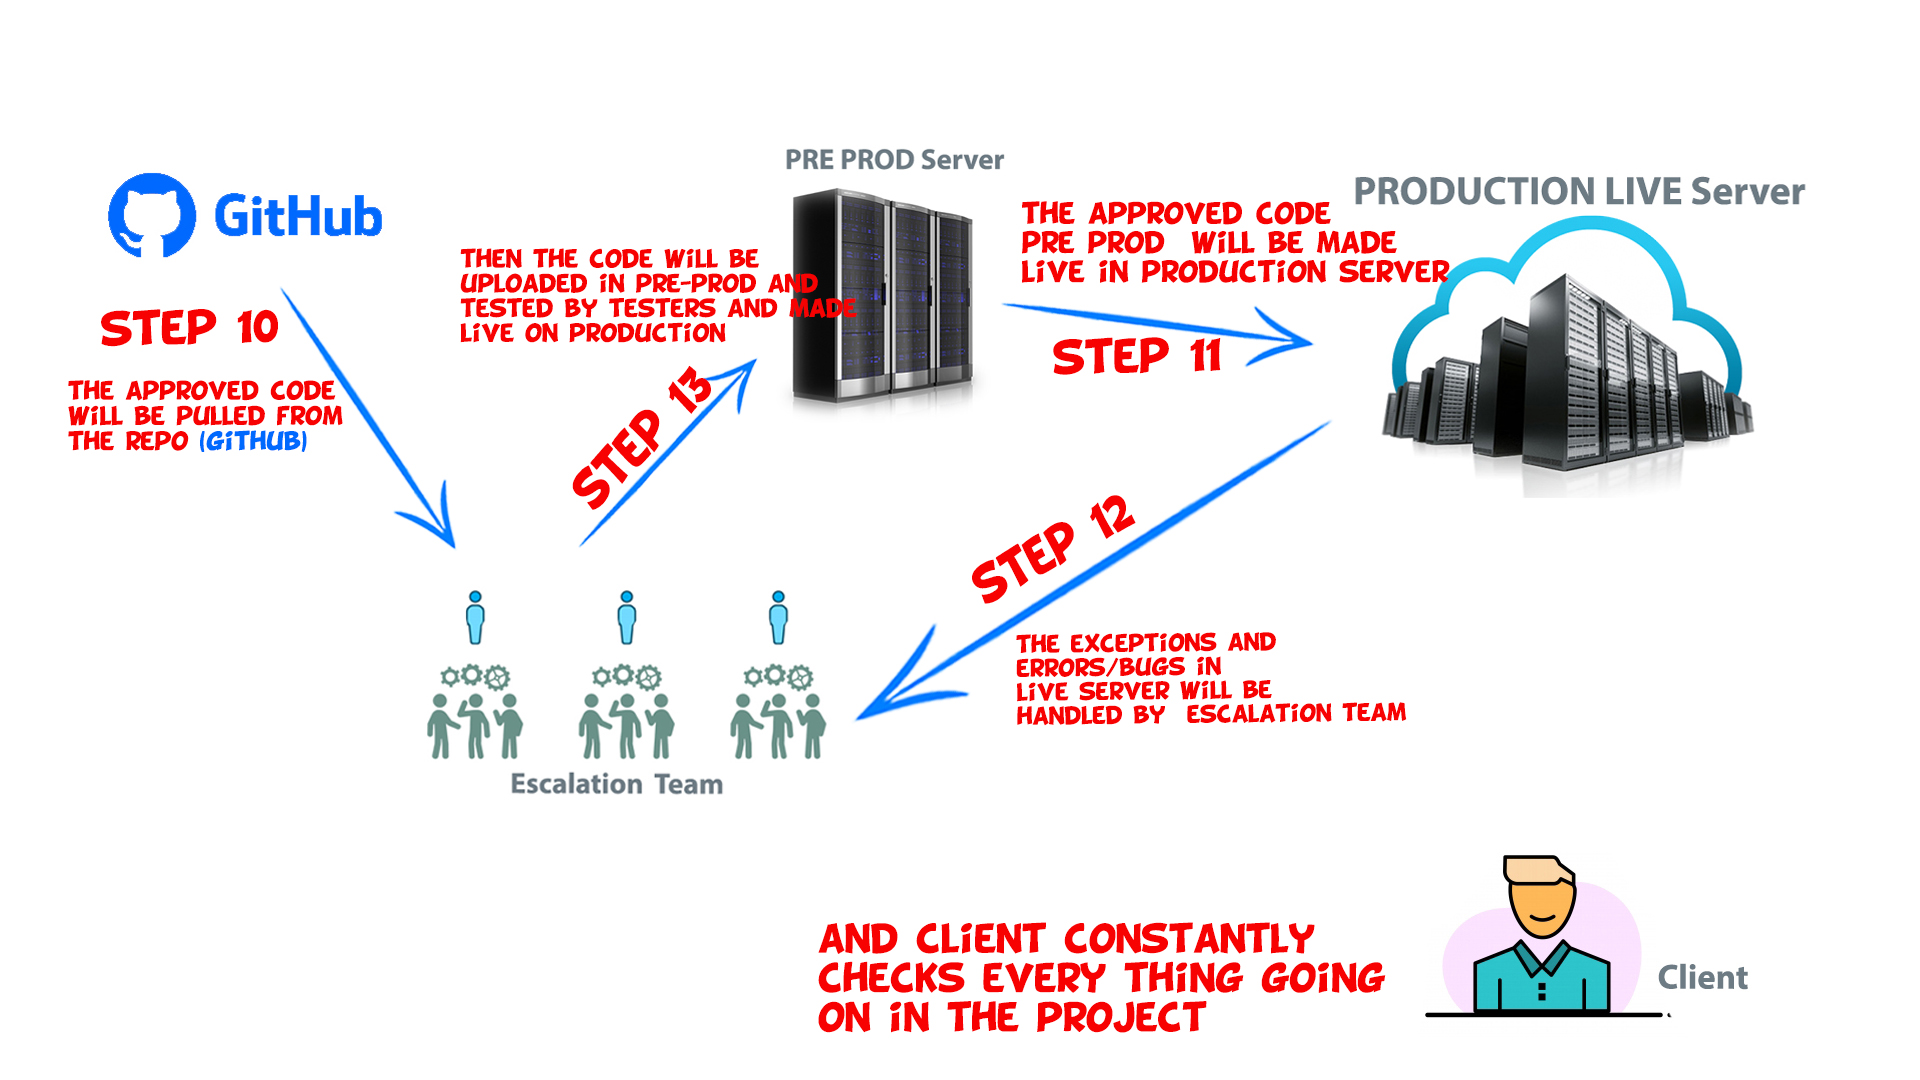 PRE PROD Server
PRODUCTION LIVE Server
GitHub
THE APPROVED CODE
PRE PROD WILL BE MADE
LIVE IN PRODUCTION SERVER
THEN THE CODE WILL BE
UPLOADED IN PRE-PROD AND
TESTED BY TESTERS AND MADE
LIVE ON PRODUCTION
STEP 10
STEP 11
THE APPROVED CODE
WILL BE PULLED FROM
THE REPO (GITHUB)
STEP 13
STEP 12
THE EXCEPTIONS AND
ERRORS/BUGS IN
LIVE SERVER WILL BE
HANDLED BY ESCALATION TEAM
Escalation Team
AND CLIENT CONSTANTLY
CHECKS EVERY THING GOING
ON IN THE PROJECT
Client